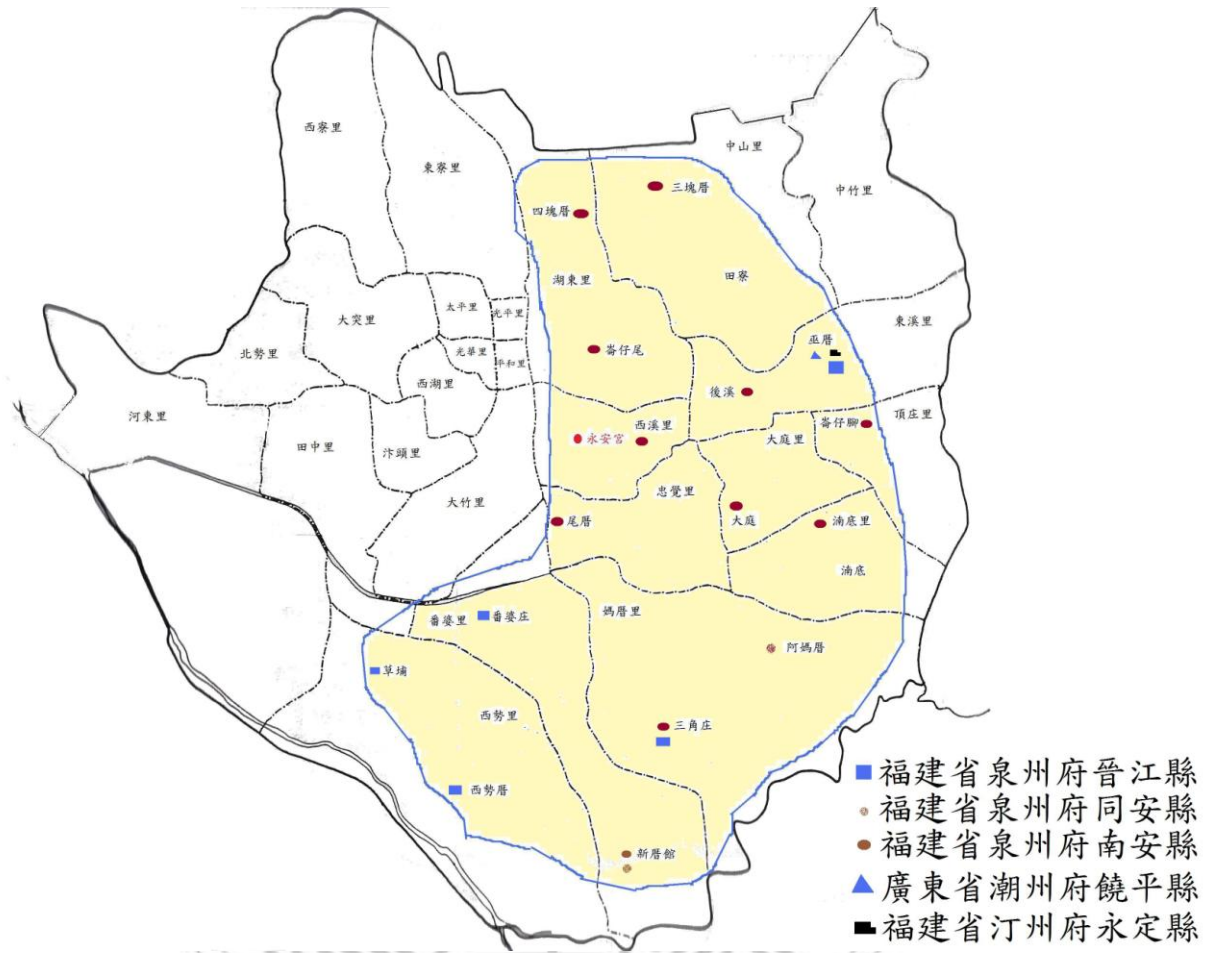 西寮里
東寮里
中山里
中竹里
三塊厝
四塊厝
湖東里
田寮
太平里
光平里
大突里
東溪里
巫厝
北勢里
光華里
平和里
崙仔尾
西湖里
後溪
河東里
頂庄里
田中里
汴頭里
永安宮
西溪里
大庭里
崙仔腳
大竹里
忠覺里
尾厝
大庭
湳底里
湳底
番婆里
番婆庄
媽厝里
阿媽厝
草埔
西勢里
三角庄
西勢厝
新厝館
福建省泉州府晉江縣
福建省泉州府同安縣
福建省泉州府南安縣
廣東省潮州府饒平縣
福建省汀州府永定縣